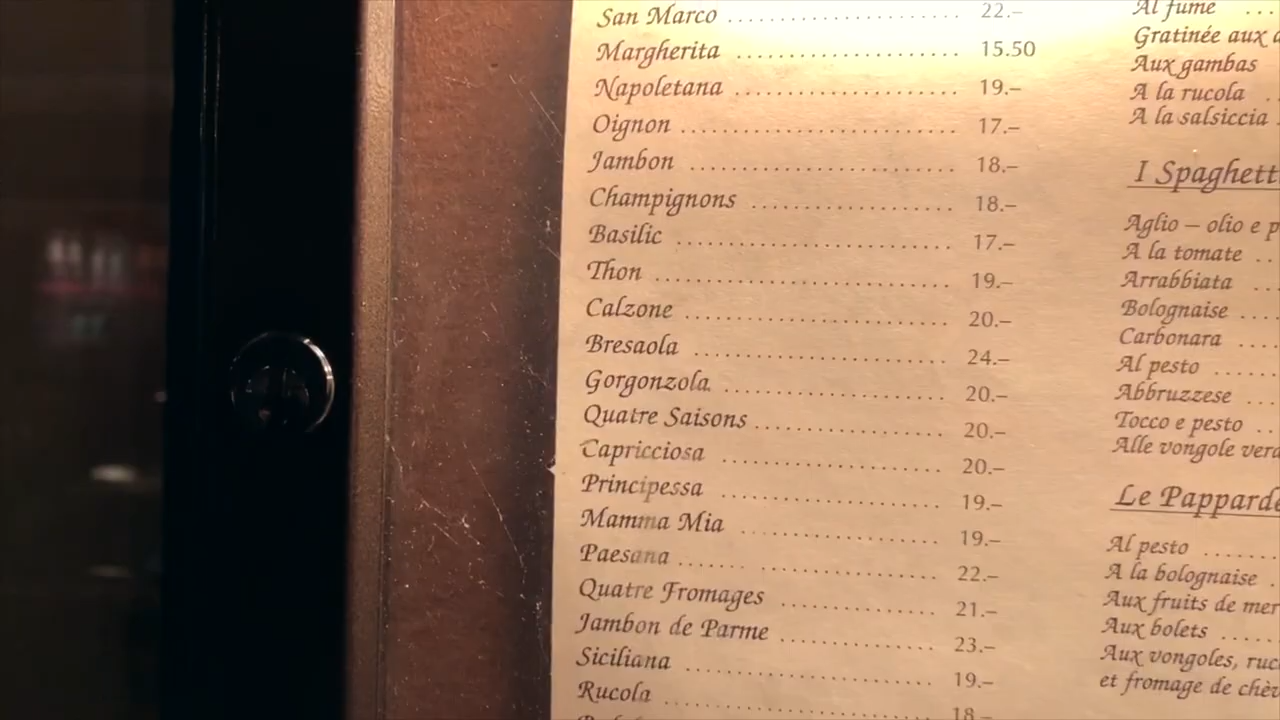 San Marco ........................ 22.–
Margherita ........................ 15.50
Napoletana ........................ 19.–
Oignon ........................ 17.–
Jambon ........................ 18.–
Champignons ........................ 18.–
Basilic ........................ 17.–
Thon ........................ 19.–
Calzone ........................ 20.–
Bresaola ........................ 24.–
Gorgonzola ........................ 20.–
Quatre Saisons ........................ 20.–
Capricciosa ........................ 20.–
Principessa ........................ 19.–
Mamma Mia ........................ 19.–
Paesana ........................ 22.–
Quatre Fromages ........................ 21.–
Jambon de Parme ........................ 23.–
Siciliana ........................ 19.–
Rucola ........................ 18.–
Al fumé ...
Gratinée aux
Aux gambas
A la rucola ..
A la salsiccia
I Spaghetti
Aglio – olio e p
A la tomate ..
Arrabbiata ...
Bolognaise ....
Carbonara ....
Al pesto ......
Abbruzzese ...
Tocco e pesto ..
Alle vongole vera
Le Papparde
Al pesto ........
A la bolognaise .
Aux fruits de mer
Aux bolets ......
Aux vongoles, ruc
et fromage de chèv